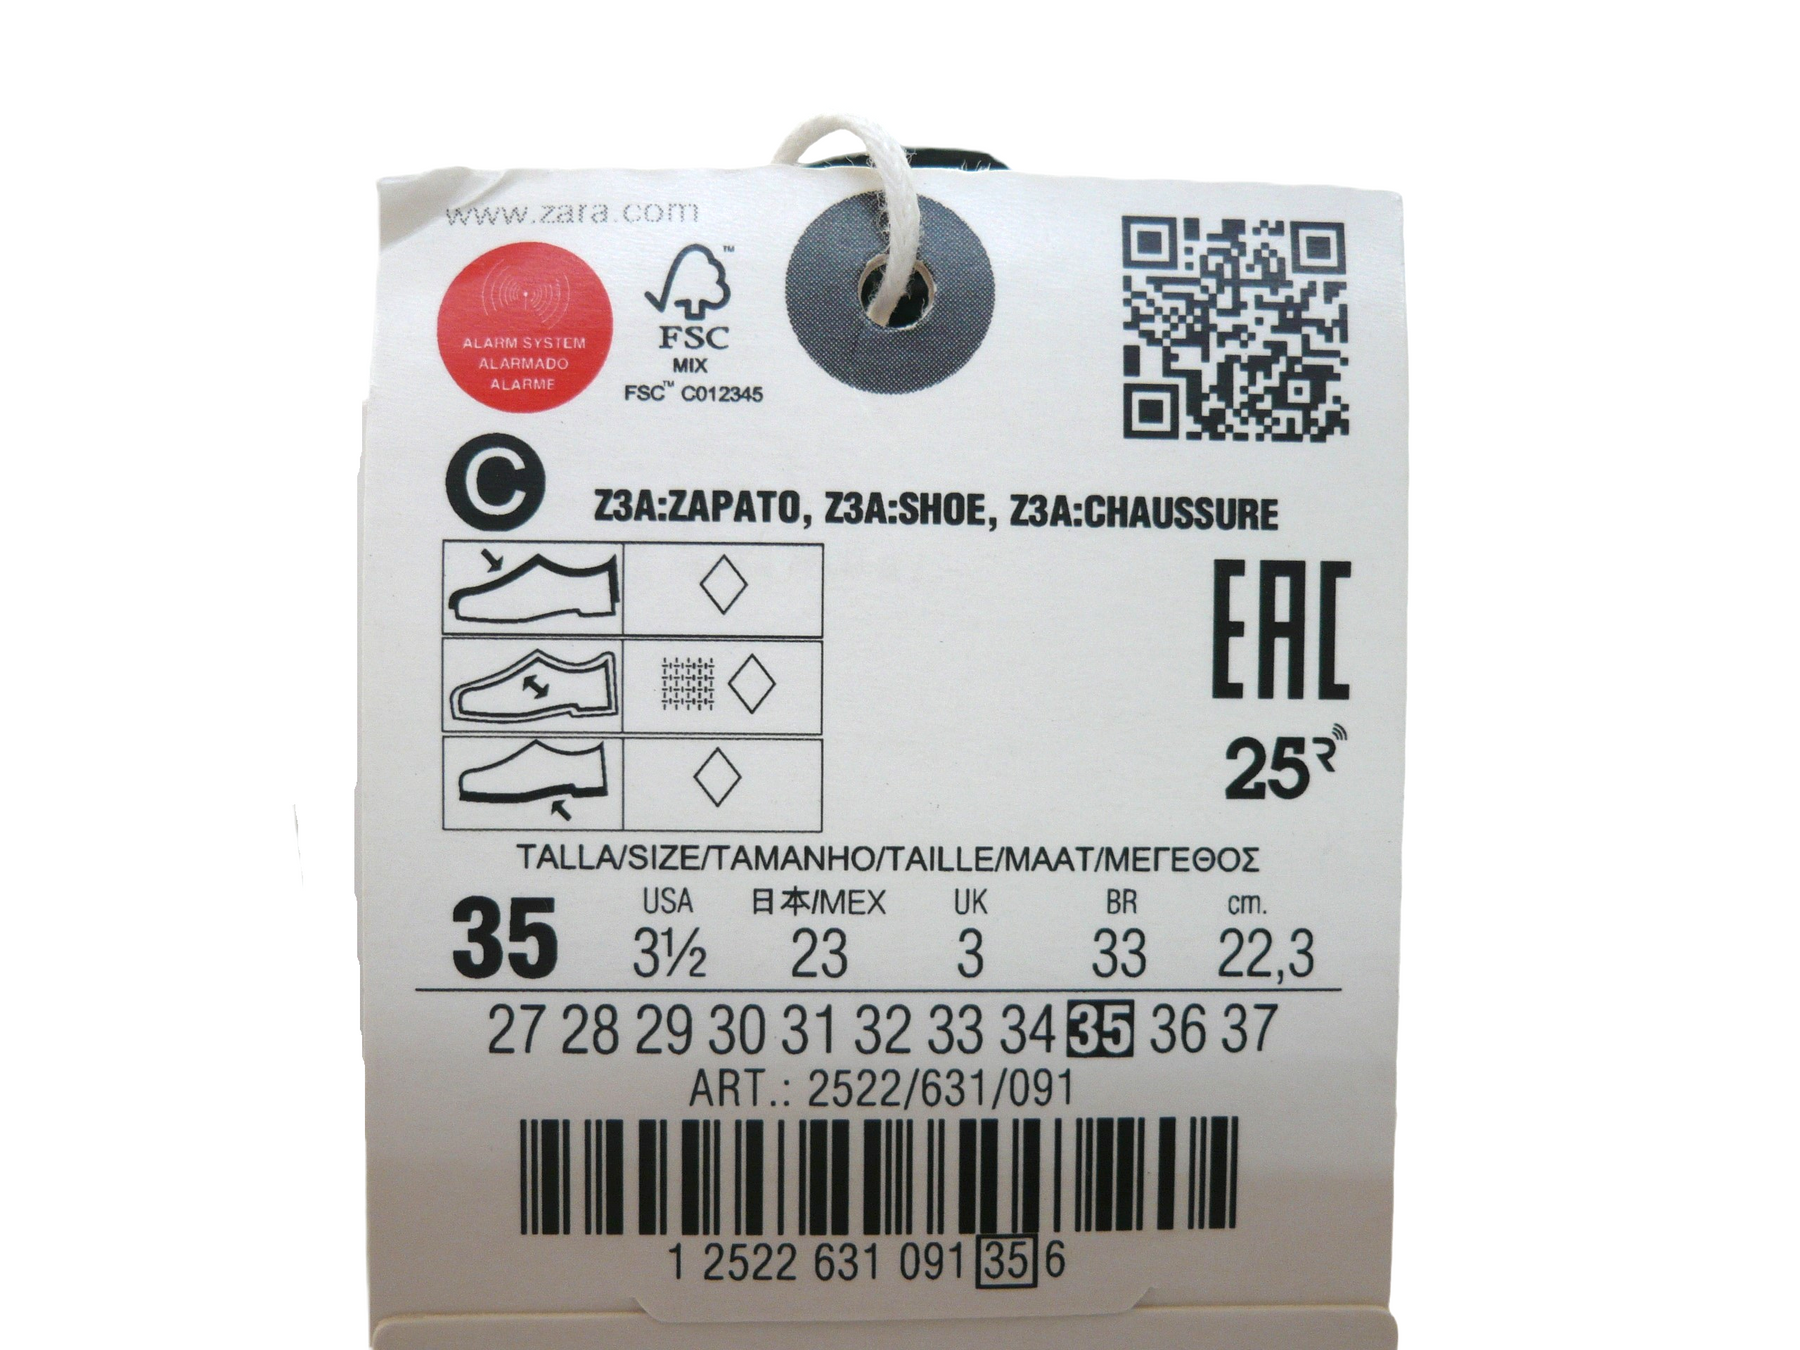 www.zara.com
ALARM SYSTEM
ALARMADO
ALARME
™
FSC
MIX
FSC™ C012345
C
Z3A:ZAPATO, Z3A:SHOE, Z3A:CHAUSSURE
EAC
25R
TALLA/SIZE/TAMANHO/TAILLE/MAAT/ΜΕΓΕΘΟΣ
USA 日本/MEX UK BR cm.
35 3½ 23 3 33 22,3
27 28 29 30 31 32 33 34 35 36 37
ART.: 2522/631/091
1 2522 631 091 35 6